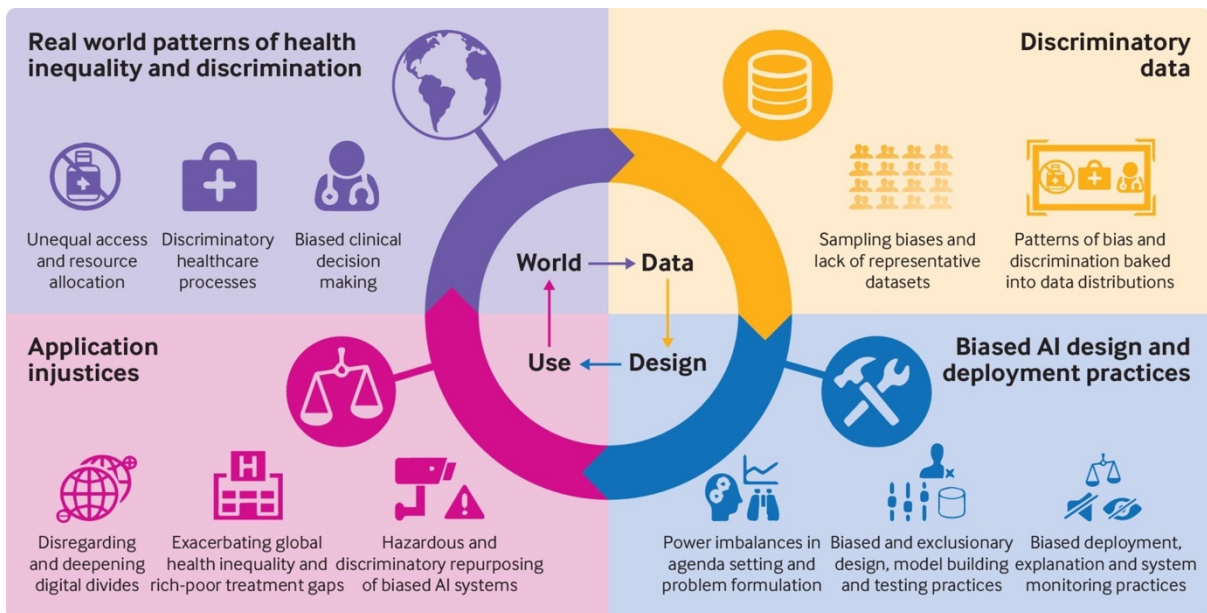 Real world patterns of health
inequality and discrimination
Unequal access
and resource
allocation
Discriminatory
healthcare
processes
Biased clinical
decision
making
Discriminatory
data
Sampling biases and
lack of representative
datasets
Patterns of bias and
discrimination baked
into data distributions
World
Data
Use
Design
Application
injustices
Disregarding
and deepening
digital divides
Exacerbating global
health inequality and
rich-poor treatment gaps
H
Hazardous and
discriminatory repurposing
of biased AI systems
Biased AI design and
deployment practices
Power imbalances in
agenda setting and
problem formulation
Biased and exclusionary
design, model building
and testing practices
Biased deployment,
explanation and system
monitoring practices